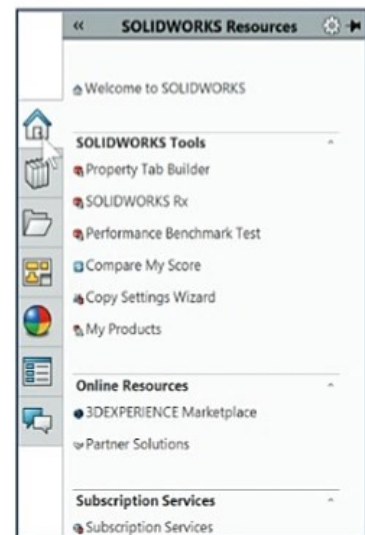 SOLIDWORKS Resources
Welcome to SOLIDWORKS
SOLIDWORKS Tools
Property Tab Builder
SOLIDWORKS Rx
Performance Benchmark Test
Compare My Score
Copy Settings Wizard
My Products
Online Resources
3DEXPERIENCE Marketplace
Partner Solutions
Subscription Services
Subscription Services